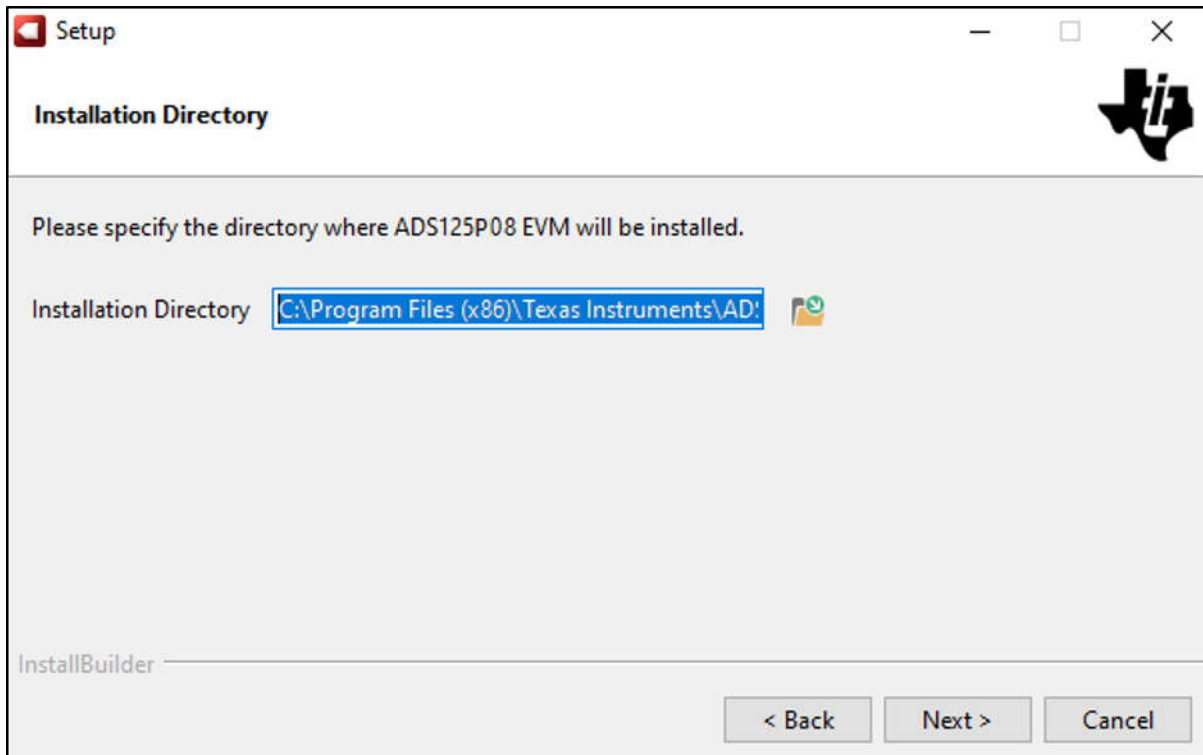 Setup
Installation Directory
Please specify the directory where ADS125P08 EVM will be installed.
Installation Directory C:\Program Files (x86)\Texas Instruments\AD
InstallBuilder
< Back Next > Cancel